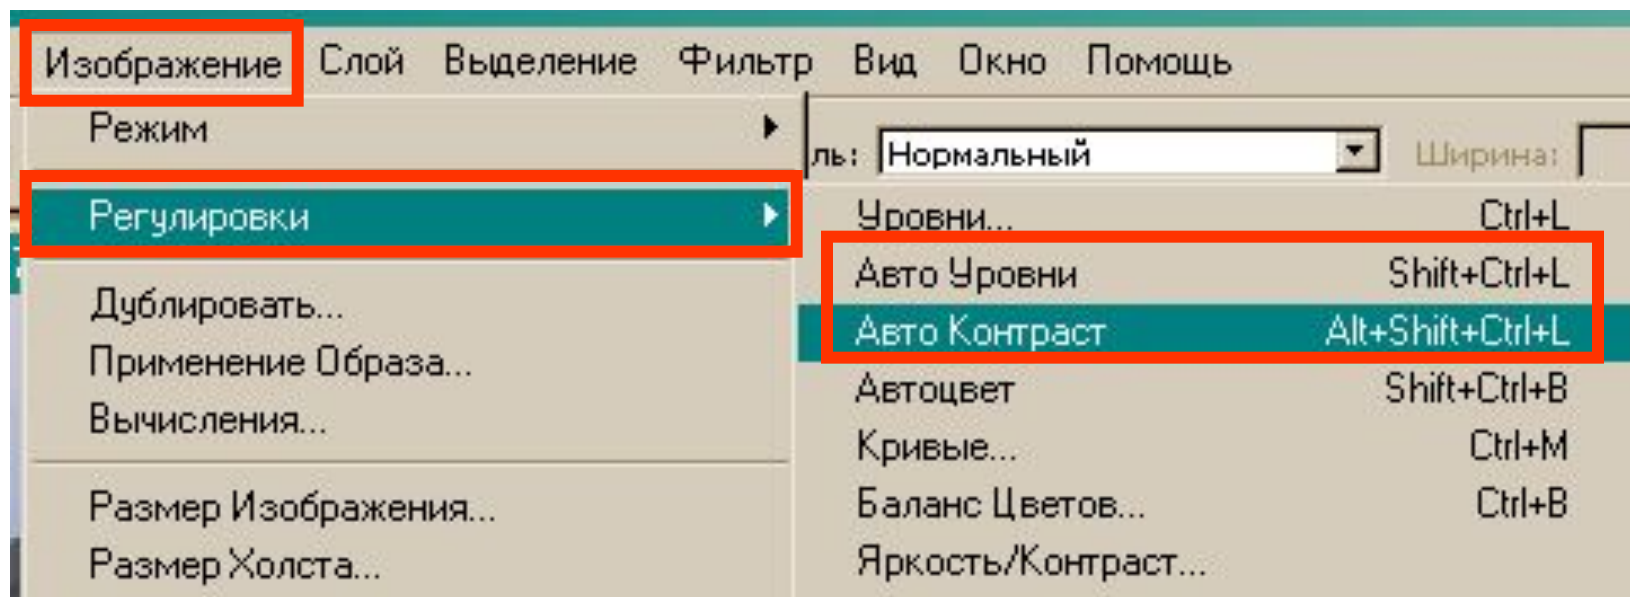 Изображение Слой Выделение Фильтр Вид Окно Помощь
Режим
ль: Нормальный Ширина:
Регулировки
Дублировать...
Применение Образа...
Вычисления...
Размер Изображения...
Размер Холста...
Уровни... Ctrl+L
Авто Уровни Shift+Ctrl+L
Авто Контраст Alt+Shift+Ctrl+L
Автоцвет Shift+Ctrl+B
Кривые... Ctrl+M
Баланс Цветов... Ctrl+B
Яркость/Контраст...